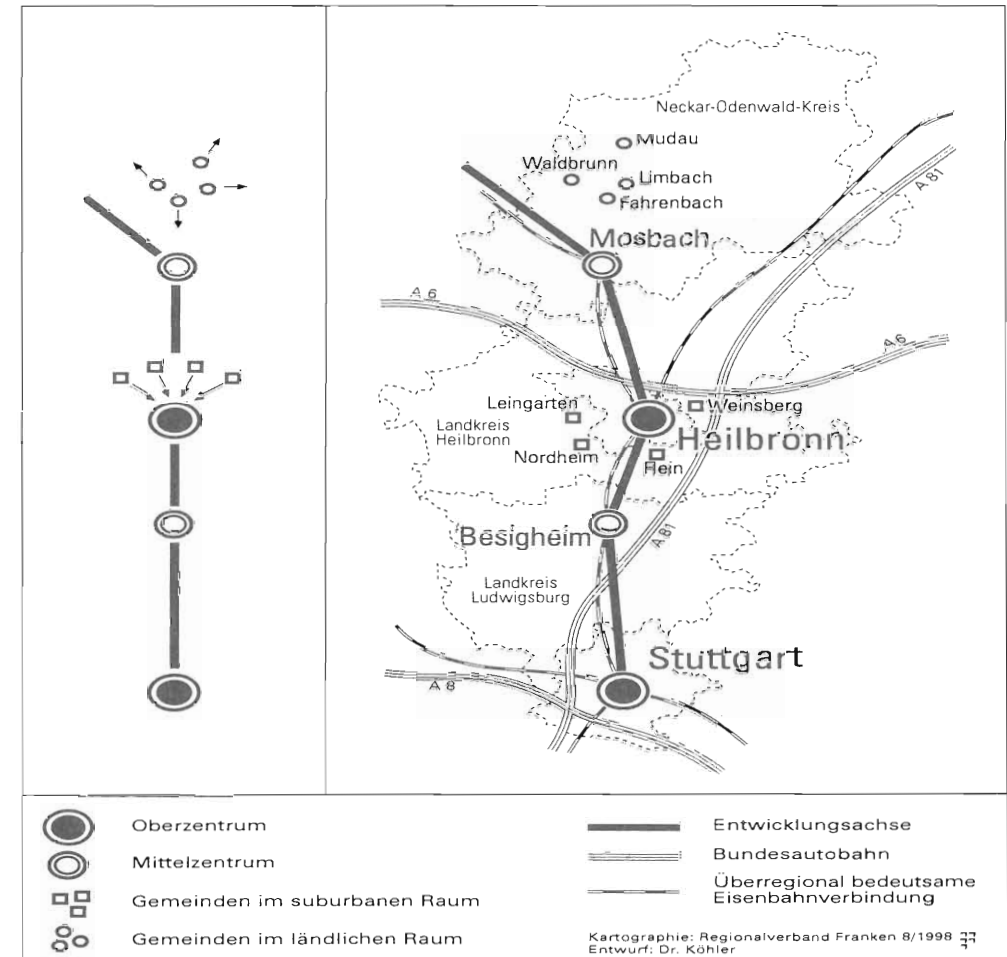 Neckar-Odenwald-Kreis
Mudau
Waldbrunn
Limbach
Fahrenbach
Mosbach
A 81
A 6
A 6
Leingarten
Weinsberg
Landkreis
Heilbronn
Heilbronn
Nordheim
Flein
Besigheim
A 81
Landkreis
Ludwigsburg
Stuttgart
A 8
Oberzentrum
Mittelzentrum
Gemeinden im suburbanen Raum
Gemeinden im ländlichen Raum
Entwicklungsachse
Bundesautobahn
Überregional bedeutsame
Eisenbahnverbindung
Kartographie: Regionalverband Franken 8/1998
Entwurf: Dr. Köhler